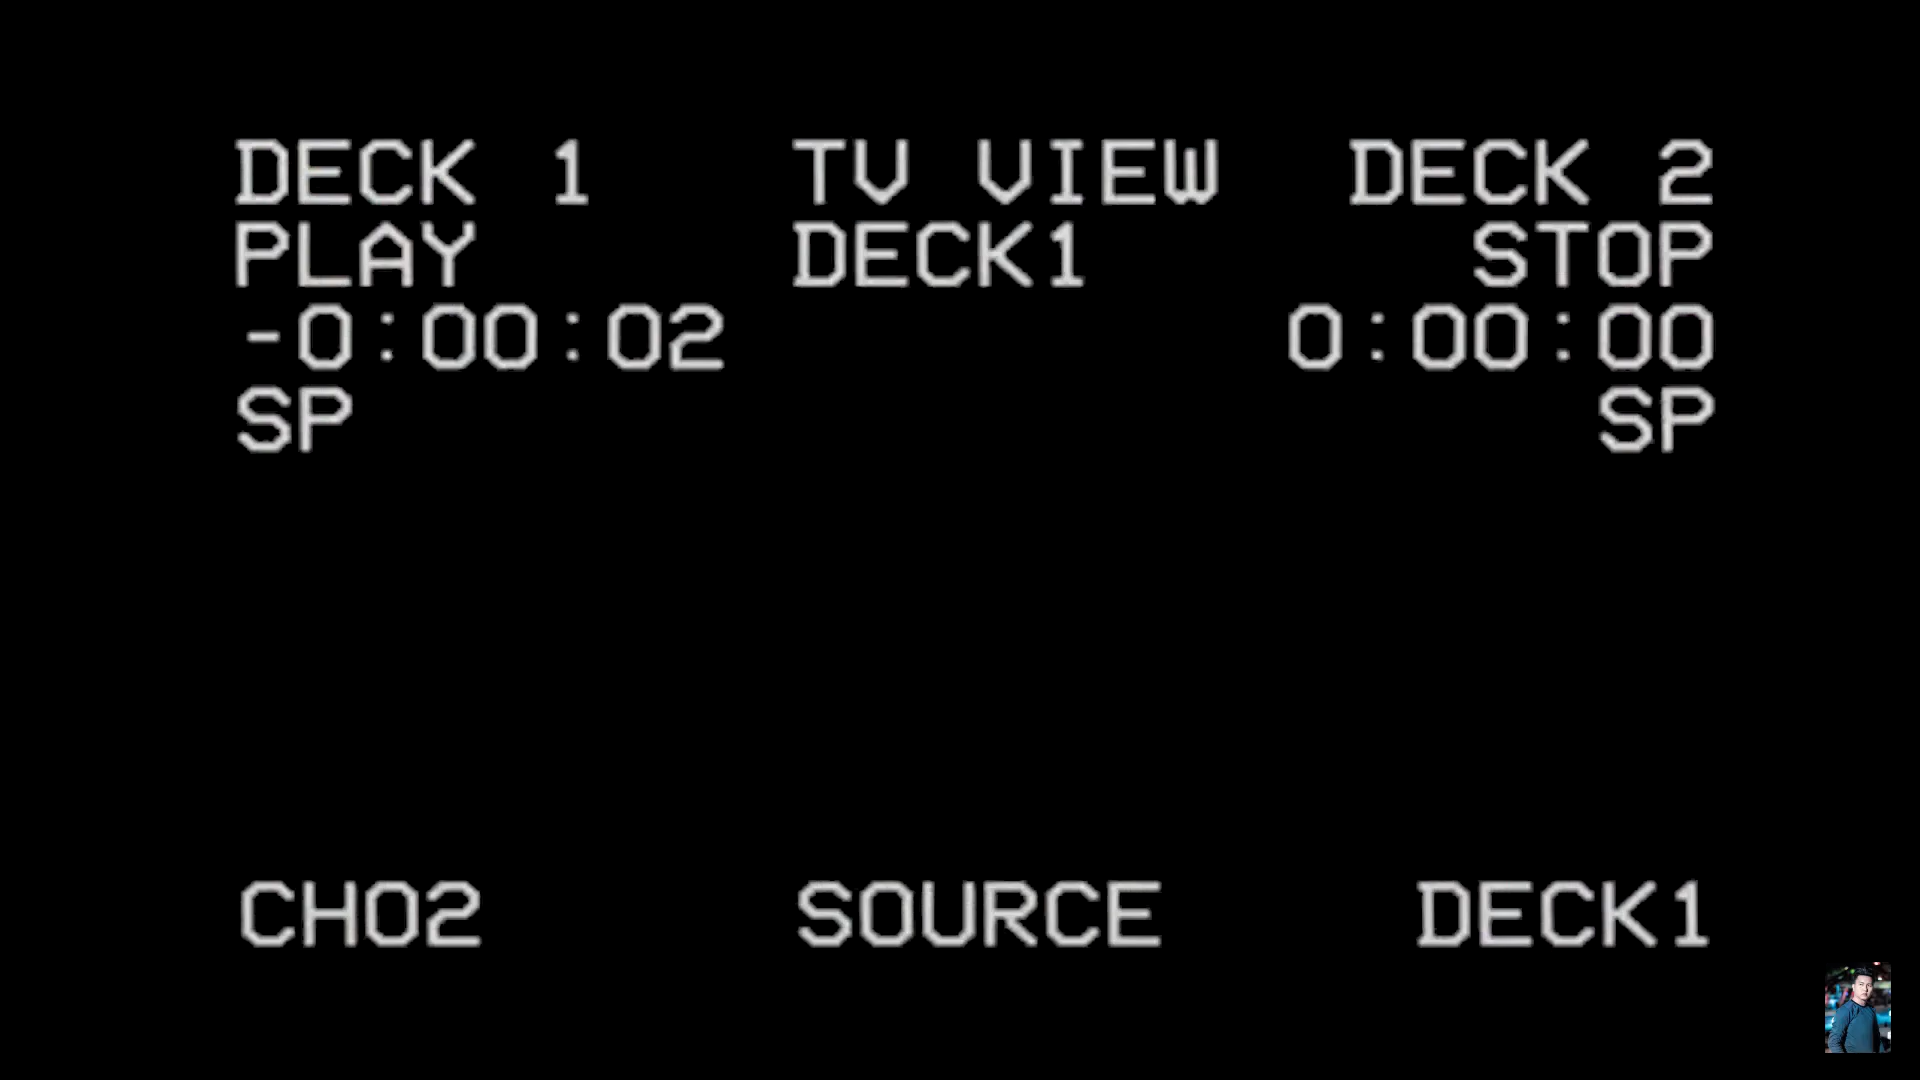 DECK 1 TV VIEW DECK 2
PLAY DECK1 STOP
-0:00:02 0:00:00
SP SP
CH02 SOURCE DECK1